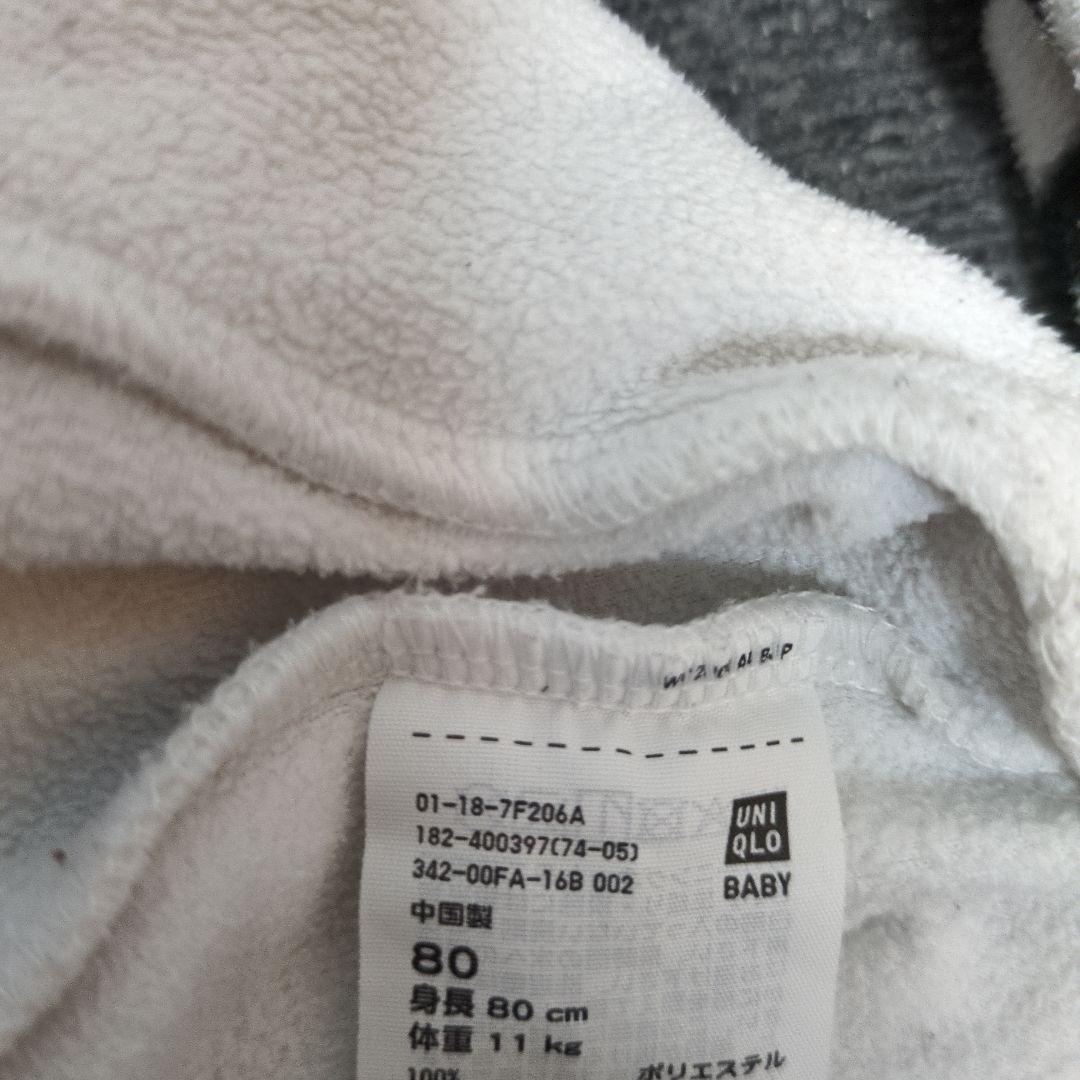 01-18-7F206A
182-400397(74-05)
342-00FA-16B 002
UNI
QLO
BABY
中国製
80
身長 80 cm
体重 11 kg
100% ポリエステル